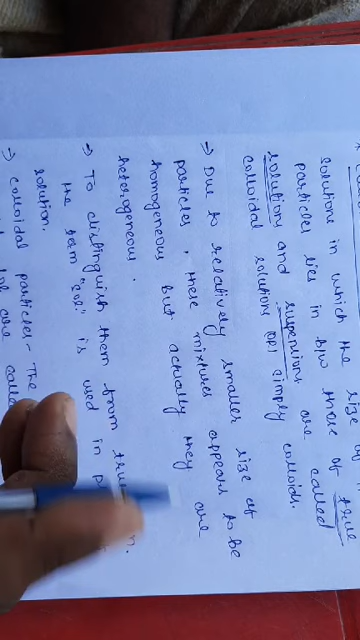 solutions in which the size of
particles lies in b/w those of true
solutions and suspensions are called
colloidal solutions (or) simply colloids.
→ Due to relatively smaller size of
particles, these mixtures appears to be
homogeneous but actually they are
heterogeneous.
→ To distinguish them from
the term "sol" is used in
solution.
→ Colloidal particles - The
are